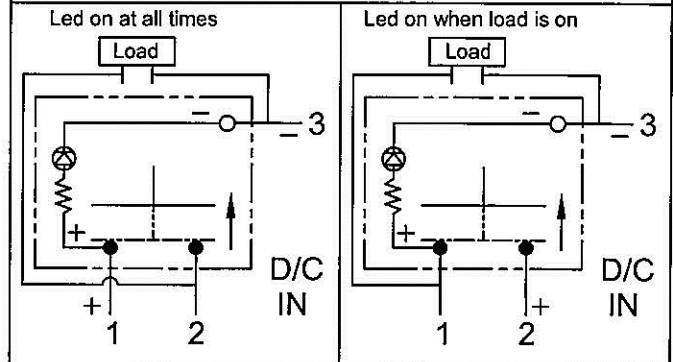 Led on at all times
Load
−
− 3
+
D/C
IN
+
1
2
Led on when load is on
Load
−
− 3
+
D/C
IN
+
1
2